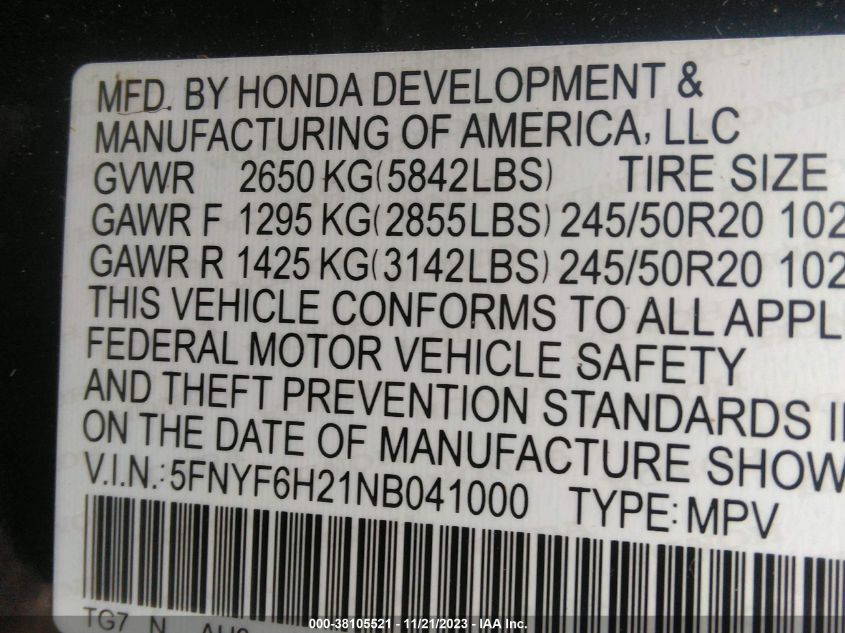 MFD. BY HONDA DEVELOPMENT &
MANUFACTURING OF AMERICA, LLC
GVWR 2650 KG(5842LBS) TIRE SIZE
GAWR F 1295 KG(2855LBS) 245/50R20 102
GAWR R 1425 KG(3142LBS) 245/50R20 102
THIS VEHICLE CONFORMS TO ALL APPL
FEDERAL MOTOR VEHICLE SAFETY
AND THEFT PREVENTION STANDARDS I
ON THE DATE OF MANUFACTURE SHOW
V.I.N.: 5FNYF6H21NB041000 TYPE: MPV
TG7 N
000-38105521 - 11/21/2023 - IAA Inc.